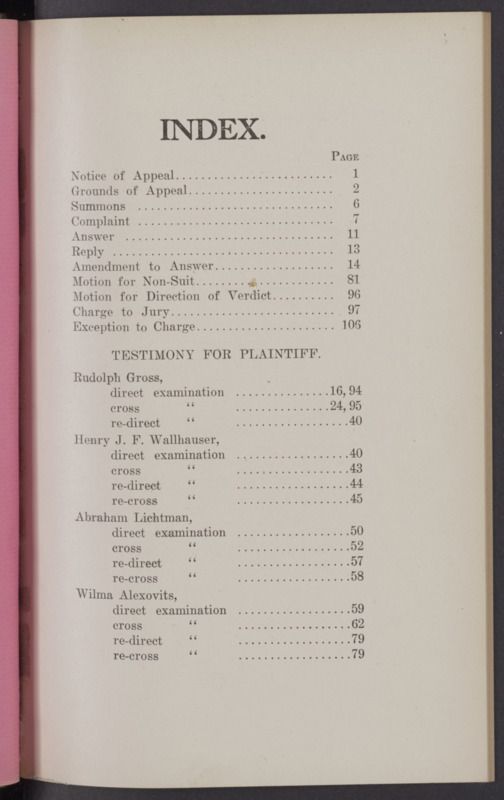 INDEX.
PAGE
Notice of Appeal......................... 1
Grounds of Appeal....................... 2
Summons ............................... 6
Complaint ............................... 7
Answer ................................. 11
Reply ................................... 13
Amendment to Answer................... 14
Motion for Non-Suit...................... 81
Motion for Direction of Verdict.......... 96
Charge to Jury.......................... 97
Exception to Charge...................... 106
TESTIMONY FOR PLAINTIFF.
Rudolph Gross,
direct examination ...............16, 94
cross " ...............24, 95
re-direct " ..................40
Henry J. F. Wallhauser,
direct examination ..................40
cross " ..................43
re-direct " ..................44
re-cross " ..................45
Abraham Lichtman,
direct examination ..................50
cross " ..................52
re-direct " ..................57
re-cross " ..................58
Wilma Alexovits,
direct examination ..................59
cross " ..................62
re-direct " ..................79
re-cross " ..................79